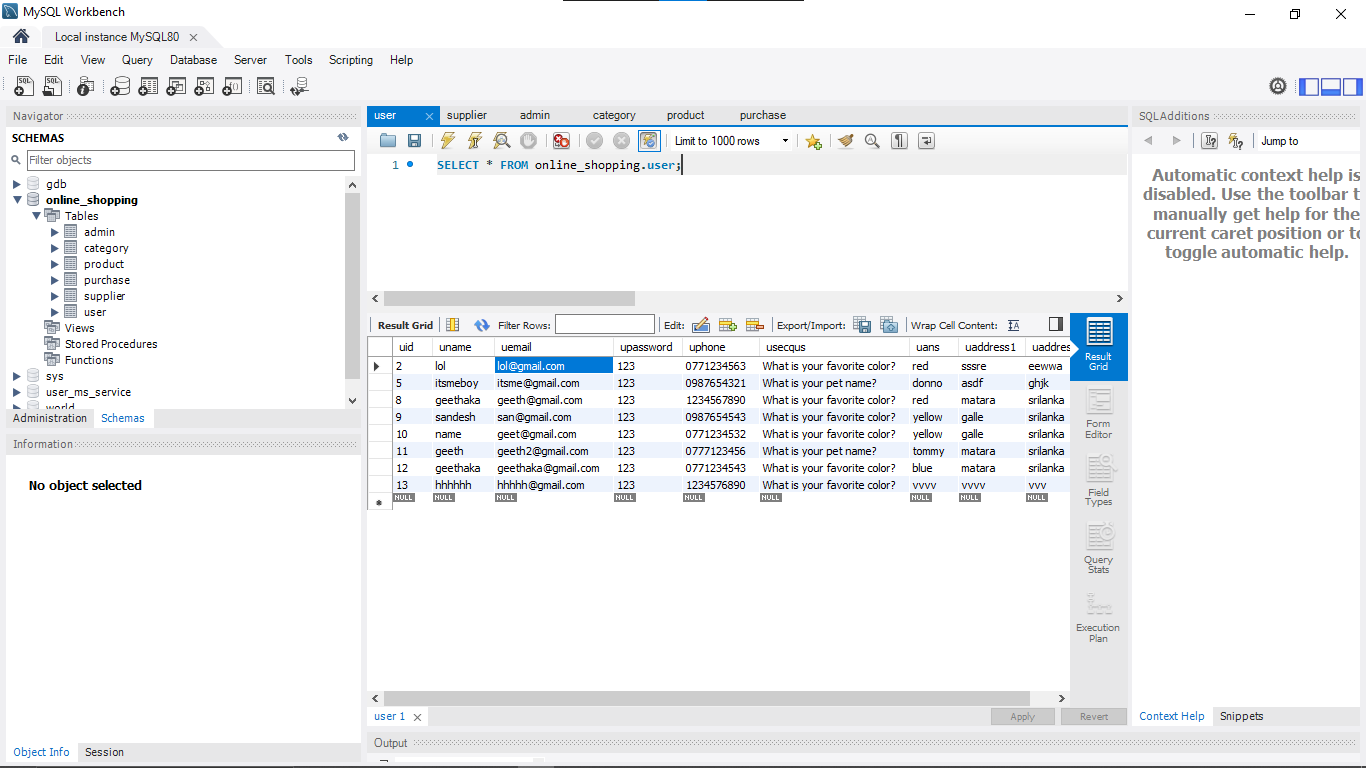 MySQL Workbench
Local instance MySQL80
File Edit View Query Database Server Tools Scripting Help
Navigator
SCHEMAS
Filter objects
gdb
online_shopping
Tables
admin
category
product
purchase
supplier
user
Views
Stored Procedures
Functions
sys
user_ms_service
world
Administration Schemas
Information
No object selected
Object Info Session
user supplier admin category product purchase
Limit to 1000 rows
1 SELECT * FROM online_shopping.user;
Result Grid Filter Rows: Edit: Export/Import: Wrap Cell Content:
uid uname uemail upassword uphone usecqus uans uaddress1 uaddres
2 lol lol@gmail.com 123 0771234563 What is your favorite color? red sssre eewwa
5 itsmeboy itsme@gmail.com 123 0987654321 What is your pet name? donno asdf ghjk
8 geethaka geeth@gmail.com 123 1234567890 What is your favorite color? red matara srilanka
9 sandesh san@gmail.com 123 0987654543 What is your favorite color? yellow galle srilanka
10 name geet@gmail.com 123 0771234532 What is your favorite color? yellow galle srilanka
11 geeth geeth2@gmail.com 123 0777123456 What is your pet name? tommy matara srilanka
12 geethaka geethaka@gmail.com 123 0771234543 What is your favorite color? blue matara srilanka
13 hhhhhh hhhhh@gmail.com 123 1234576890 What is your favorite color? vvvv vvvv vvv
NULL NULL NULL NULL NULL NULL NULL NULL NULL
Result
Grid
Form
Editor
Field
Types
Query
Stats
Execution
Plan
user 1
Apply Revert
Output
SQLAdditions
Jump to
Automatic context help is
disabled. Use the toolbar t
manually get help for the
current caret position or to
toggle automatic help.
Context Help Snippets